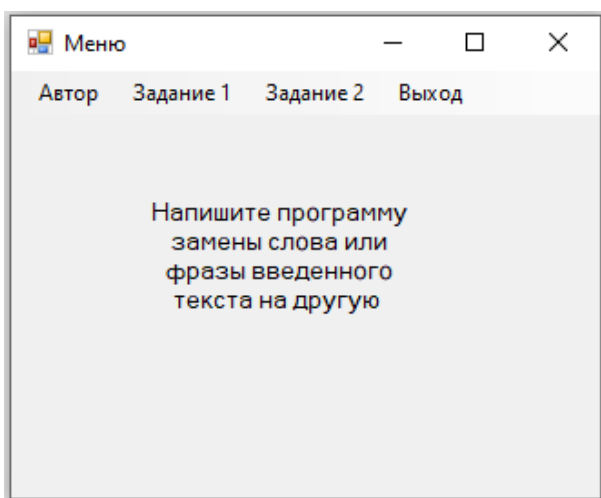 Меню
Автор Задание 1 Задание 2 Выход
Напишите программу
замены слова или
фразы введенного
текста на другую